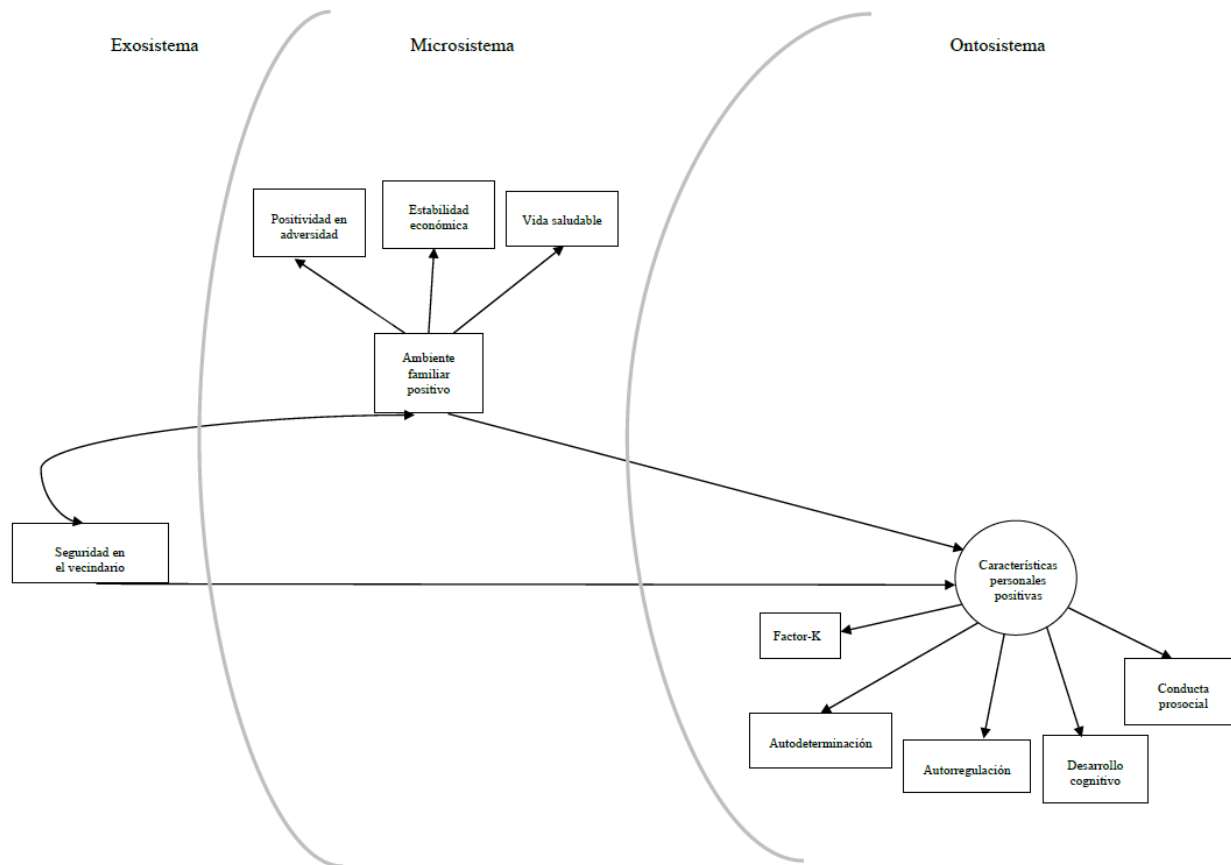 Exosistema
Microsistema
Ontosistema
Positividad en
adversidad
Estabilidad
económica
Vida saludable
Ambiente
familiar
positivo
Seguridad en
el vecindario
Características
personales
positivas
Factor-K
Autodeterminación
Autorregulación
Desarrollo
cognitivo
Conducta
prosocial